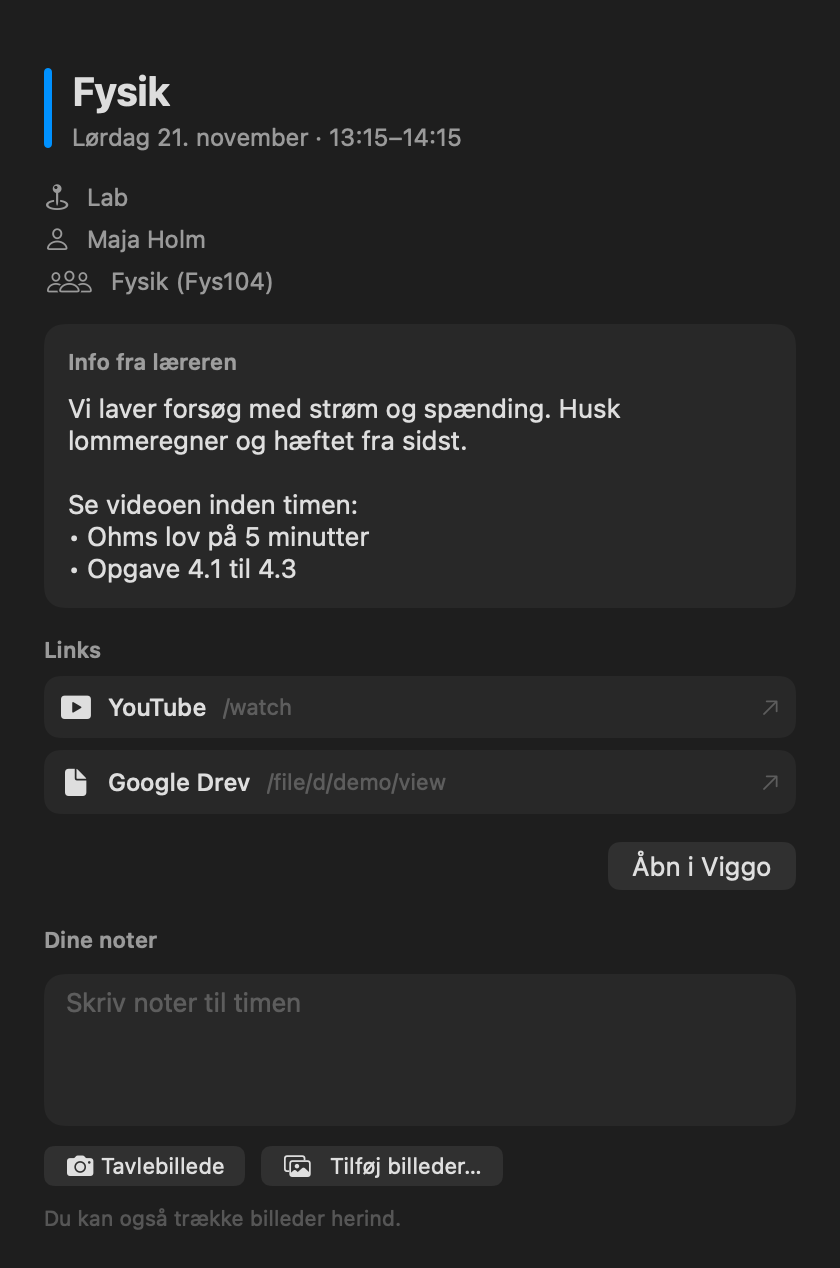 Fysik
Lørdag 21. november · 13:15–14:15
Lab
Maja Holm
Fysik (Fys104)
Info fra læreren
Vi laver forsøg med strøm og spænding. Husk
lommeregner og hæftet fra sidst.
Se videoen inden timen:
• Ohms lov på 5 minutter
• Opgave 4.1 til 4.3
Links
YouTube /watch
Google Drev /file/d/demo/view
Åbn i Viggo
Dine noter
Skriv noter til timen
Tavlebillede Tilføj billeder...
Du kan også trække billeder herind.